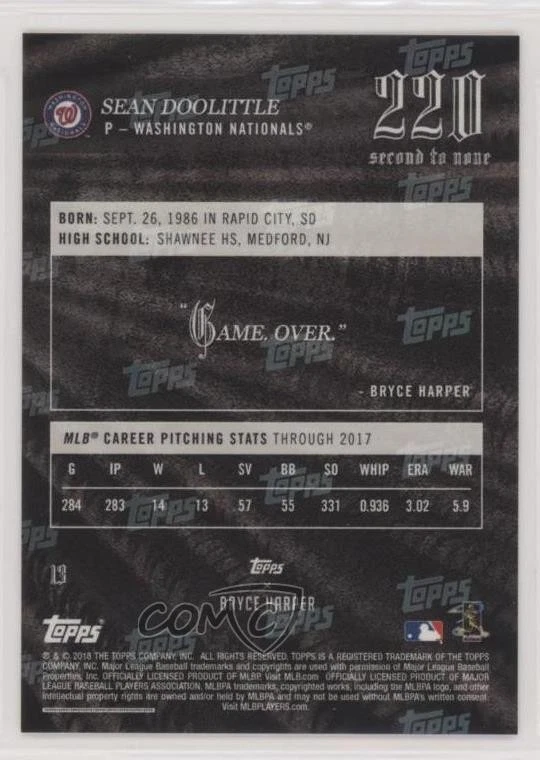 SEAN DOOLITTLE
P – WASHINGTON NATIONALS®
220
second to none
BORN: SEPT. 26, 1986 IN RAPID CITY, SD
HIGH SCHOOL: SHAWNEE HS, MEDFORD, NJ
"GAME. OVER."
- BRYCE HARPER
MLB® CAREER PITCHING STATS THROUGH 2017
G IP W L SV BB SO WHIP ERA WAR
284 283 14 13 57 55 331 0.936 3.02 5.9
13
Topps
×
BRYCE HARPER
COMC
Topps
® & © 2018 THE TOPPS COMPANY, INC. ALL RIGHTS RESERVED. TOPPS IS A REGISTERED TRADEMARK OF THE TOPPS
COMPANY, INC. Major League Baseball trademarks and copyrights are used with permission of Major League Baseball
Properties, Inc. OFFICIALLY LICENSED PRODUCT OF MLBP. Visit MLB.com OFFICIALLY LICENSED PRODUCT OF MAJOR
LEAGUE BASEBALL PLAYERS ASSOCIATION. MLBPA trademarks, copyrighted works, including the MLBPA logo, and other
intellectual property rights are owned and/or held by MLBPA and may not be used without MLBPA's written consent
Visit MLBPLAYERS.com.